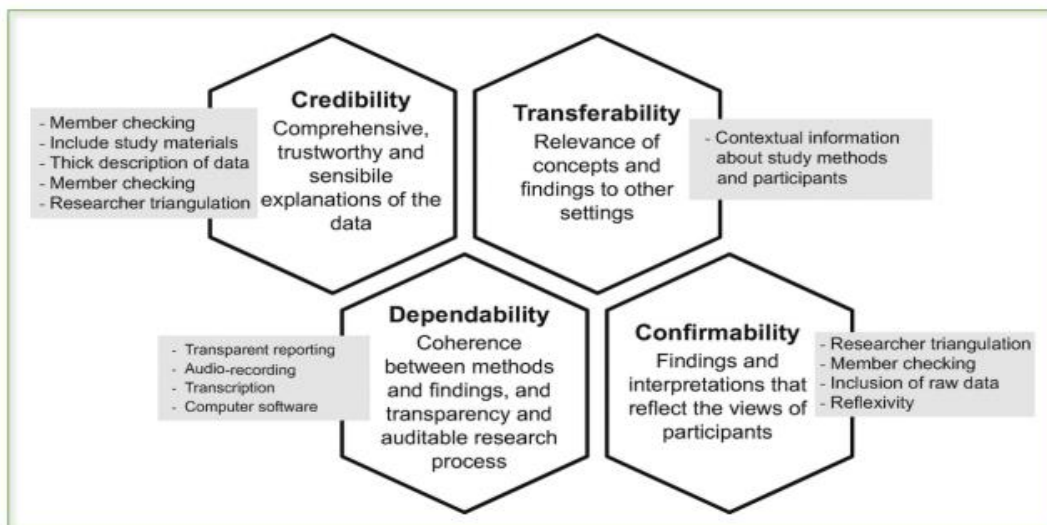 Credibility
Comprehensive,
trustworthy and
sensibile
explanations of the
data
- Member checking
- Include study materials
- Thick description of data
- Member checking
- Researcher triangulation
Transferability
Relevance of
concepts and
findings to other
settings
- Contextual information
about study methods
and participants
Dependability
Coherence
between methods
and findings, and
transparency and
auditable research
process
- Transparent reporting
- Audio-recording
- Transcription
- Computer software
Confirmability
Findings and
interpretations that
reflect the views of
participants
- Researcher triangulation
- Member checking
- Inclusion of raw data
- Reflexivity